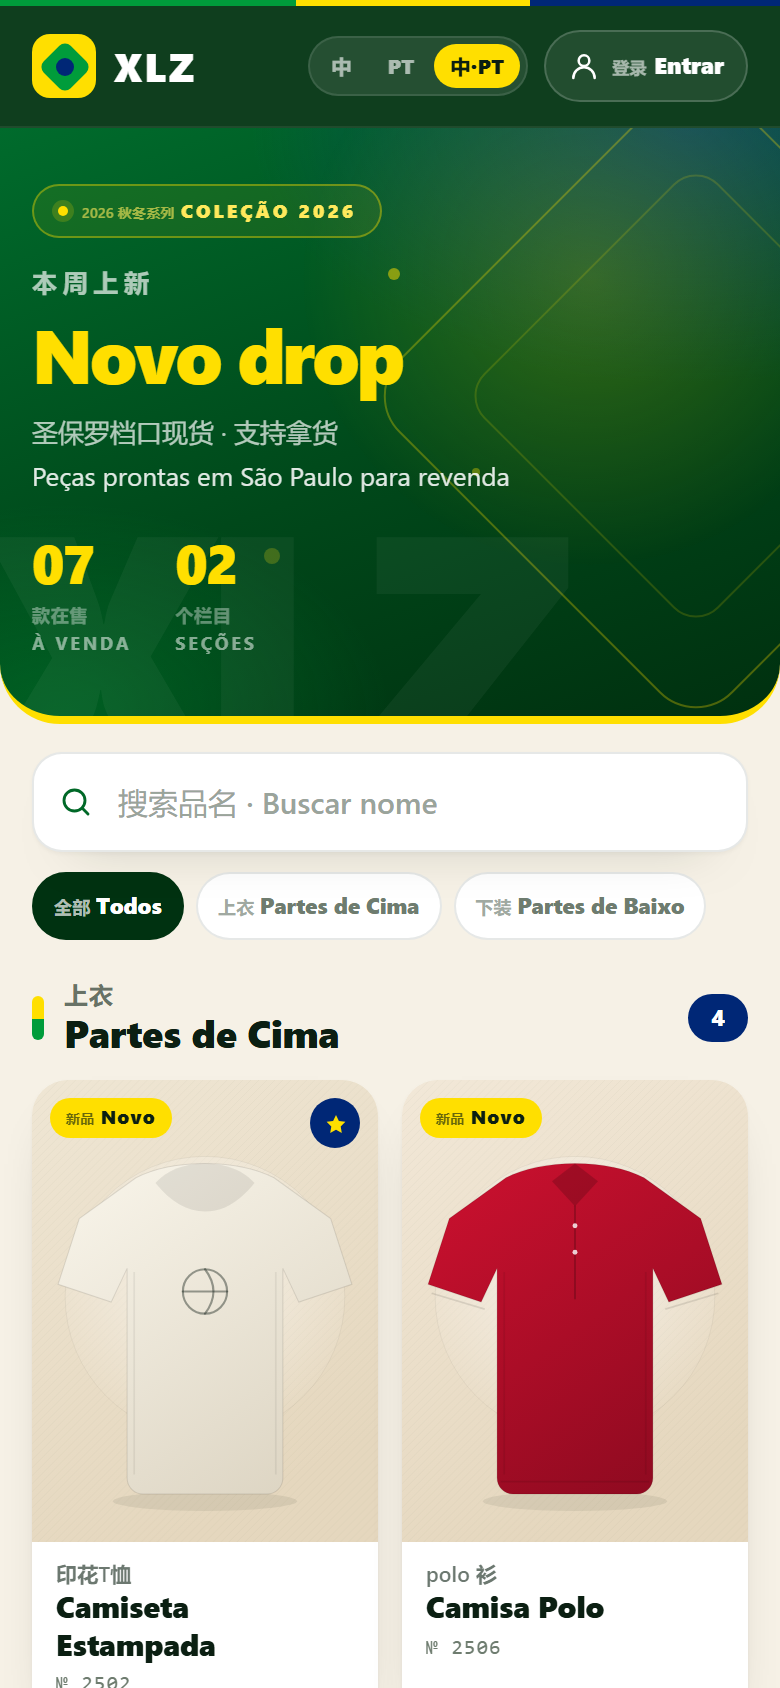 XLZ
中 PT 中·PT
登录 Entrar
2026 秋冬系列 COLEÇÃO 2026
本周上新
Novo drop
圣保罗档口现货 · 支持拿货
Peças prontas em São Paulo para revenda
07 02
款在售 个栏目
À VENDA SEÇÕES
XLZ
搜索品名 · Buscar nome
全部 Todos 上衣 Partes de Cima 下装 Partes de Baixo
上衣
Partes de Cima
4
新品 Novo
新品 Novo
印花T恤
Camiseta
Estampada
№ 2502
polo 衫
Camisa Polo
№ 2506